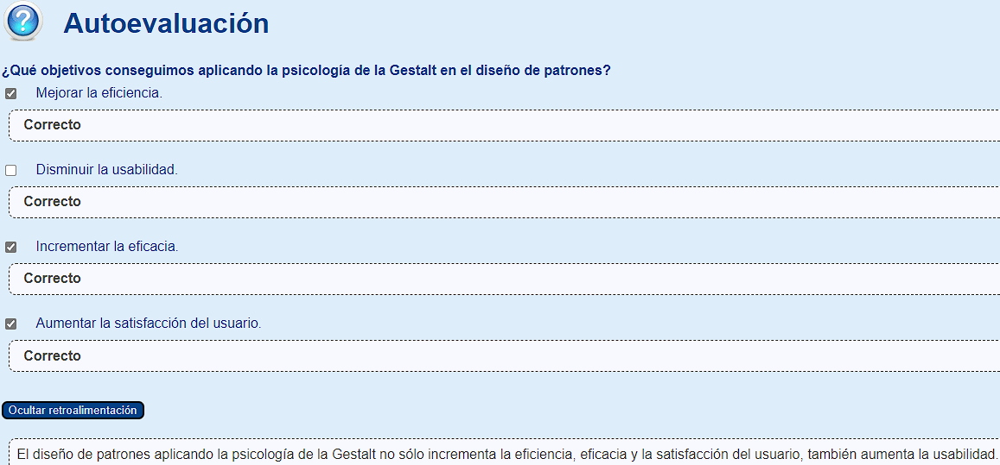 Autoevaluación
¿Qué objetivos conseguimos aplicando la psicología de la Gestalt en el diseño de patrones?
Mejorar la eficiencia.
Correcto
Disminuir la usabilidad.
Correcto
Incrementar la eficacia.
Correcto
Aumentar la satisfacción del usuario.
Correcto
Ocultar retroalimentación
El diseño de patrones aplicando la psicología de la Gestalt no sólo incrementa la eficiencia, eficacia y la satisfacción del usuario, también aumenta la usabilidad.